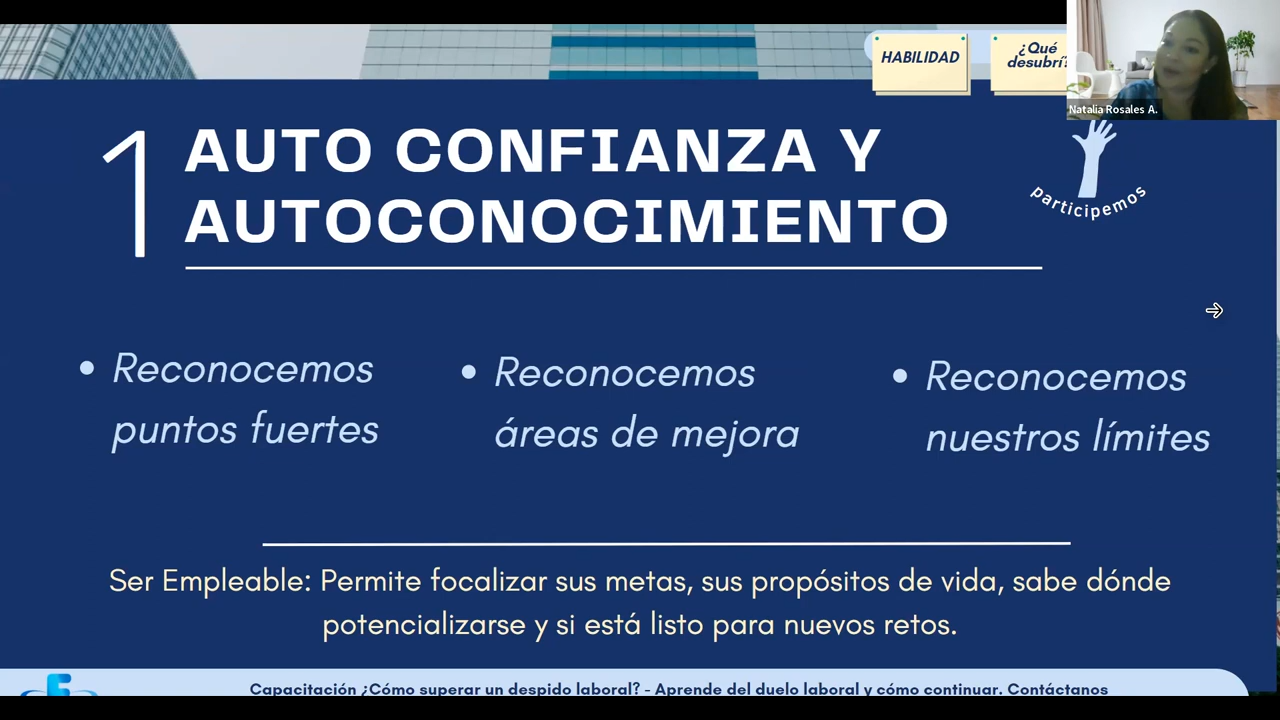 HABILIDAD
¿Qué
desubrí?
Natalia Rosales A.
participemos
1
AUTO CONFIANZA Y
AUTOCONOCIMIENTO
• Reconocemos
puntos fuertes
• Reconocemos
áreas de mejora
• Reconocemos
nuestros límites
Ser Empleable: Permite focalizar sus metas, sus propósitos de vida, sabe dónde
potencializarse y si está listo para nuevos retos.
Capacitación ¿Cómo superar un despido laboral? - Aprende del duelo laboral y cómo continuar. Contáctanos